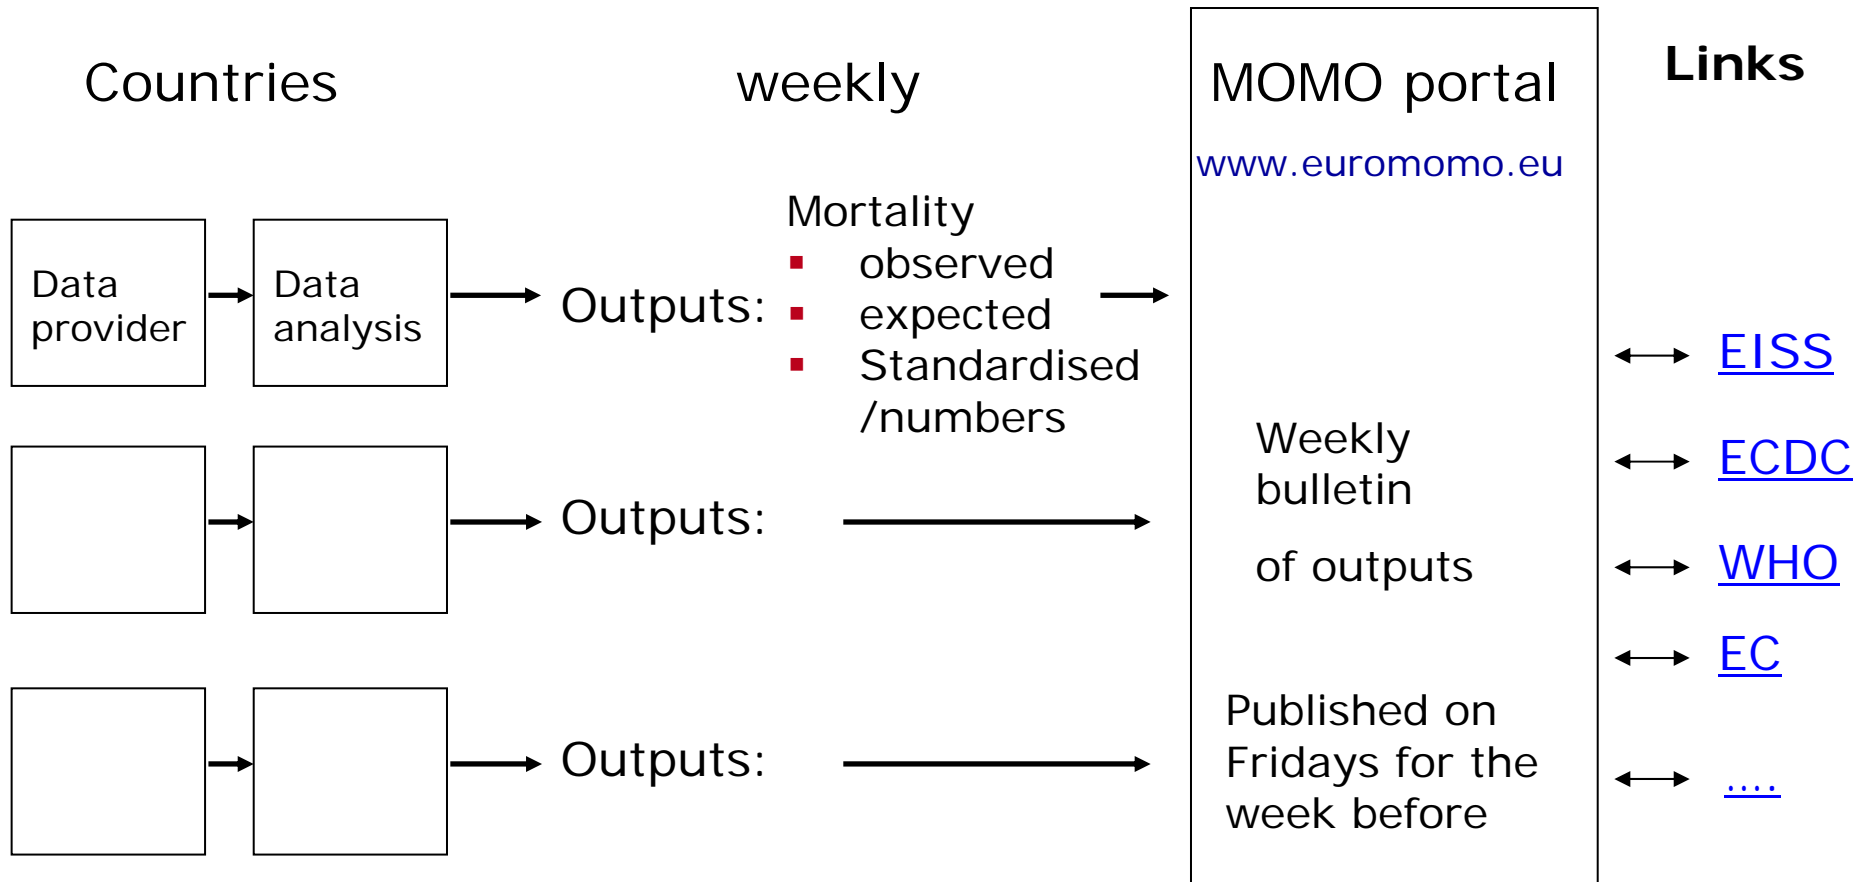 Countries
weekly
MOMO portal
Links
www.euromomo.eu
Data
provider
Data
analysis
Outputs:
Mortality
▪ observed
▪ expected
▪ Standardised
/numbers
Outputs:
Outputs:
Weekly
bulletin
of outputs
Published on
Fridays for the
week before
EISS
ECDC
WHO
EC
....